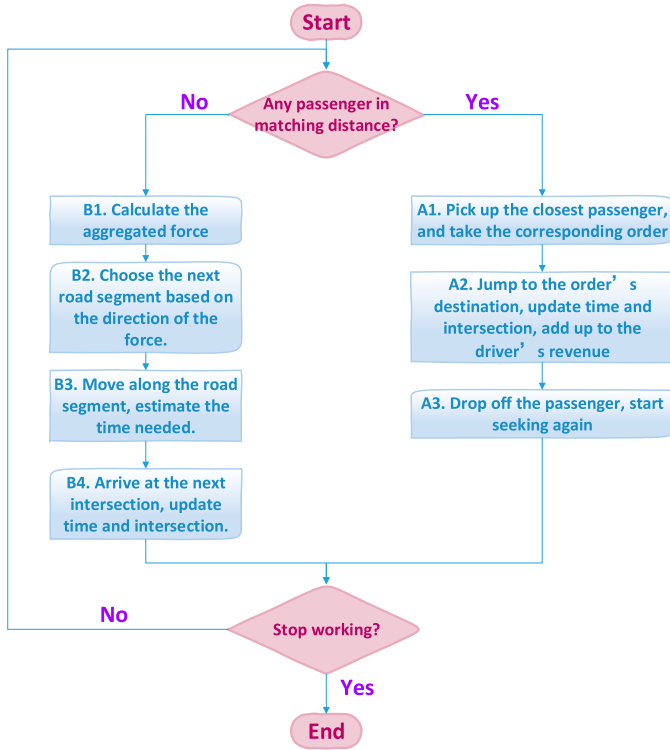 Start
Any passenger in
matching distance?
No
Yes
B1. Calculate the
aggregated force
B2. Choose the next
road segment based on
the direction of the
force.
B3. Move along the road
segment, estimate the
time needed.
B4. Arrive at the next
intersection, update
time and intersection.
A1. Pick up the closest passenger,
and take the corresponding order
A2. Jump to the order’s
destination, update time and
intersection, add up to the
driver’s revenue
A3. Drop off the passenger, start
seeking again
Stop working?
No
Yes
End